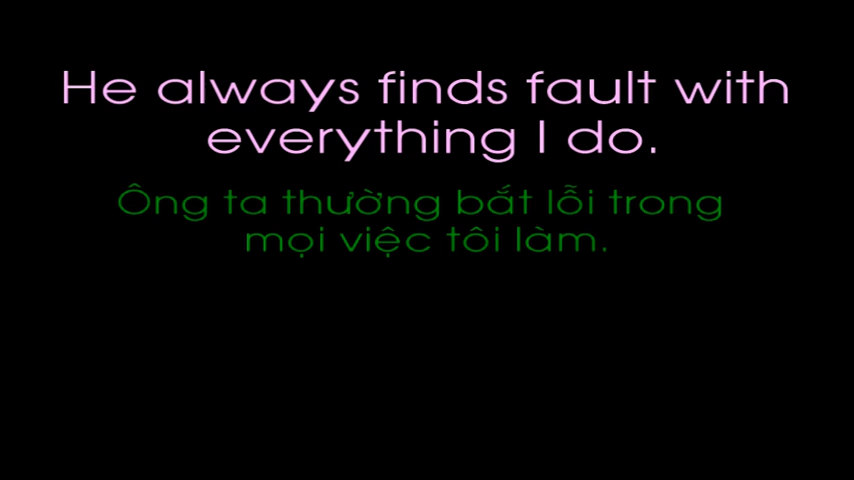 He always finds fault with
everything I do.
Ông ta thường bắt lỗi trong
mọi việc tôi làm.